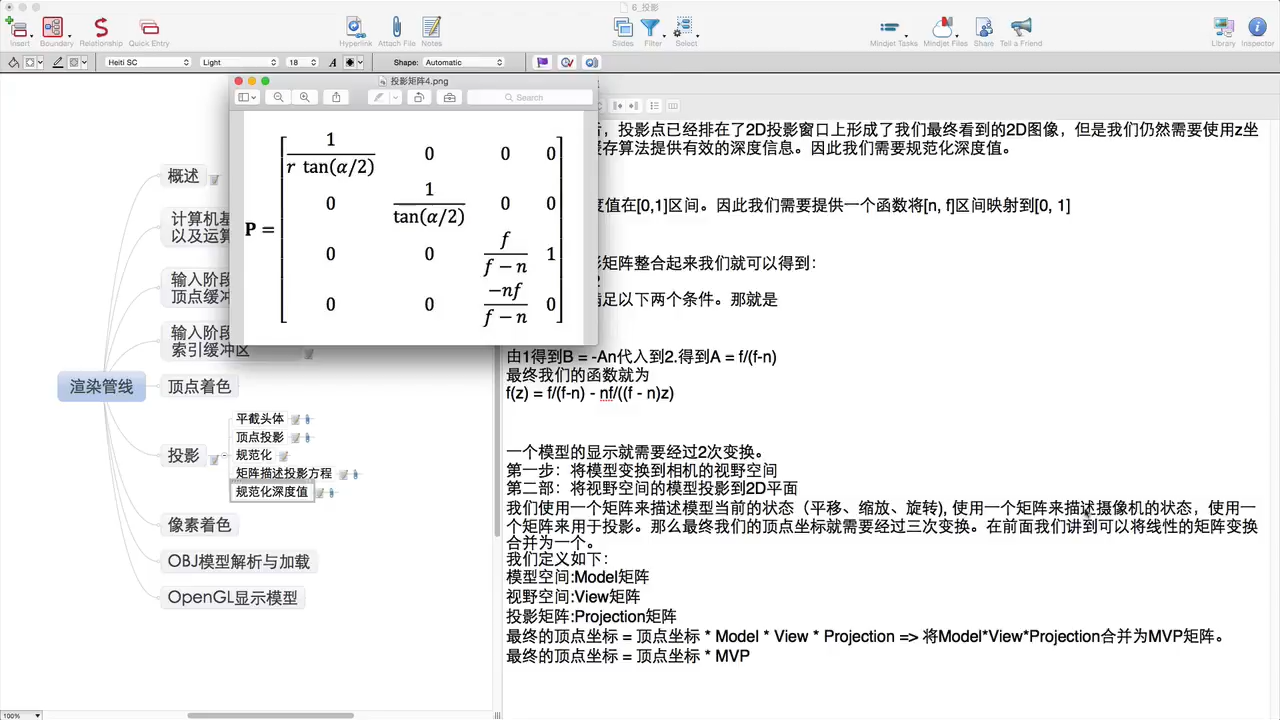 6_投影
Insert
Boundary
Relationship
Quick Entry
Hyperlink
Attach File
Notes
Slides
Filter
Select
Mindjet Tasks
Mindjet Files
Share
Tell a Friend
Library
Inspector
Heiti SC
Light
18
A
Shape:
Automatic
投影矩阵4.png
Search
P =
1
r tan(α/2)
0 0 0
0
1
tan(α/2)
0 0
0 0
f
f − n
1
0 0
−nf
f − n
0
概述
计算机基
以及运算
输入阶段
顶点缓冲
输入阶段
索引缓冲区
渲染管线
顶点着色
投影
平截头体
顶点投影
规范化
矩阵描述投影方程
规范化深度值
像素着色
OBJ模型解析与加载
OpenGL显示模型
，投影点已经排在了2D投影窗口上形成了我们最终看到的2D图像，但是我们仍然需要使用z坐
存算法提供有效的深度信息。因此我们需要规范化深度值。
度值在[0,1]区间。因此我们需要提供一个函数将[n, f]区间映射到[0, 1]
矩阵整合起来我们就可以得到：
2
足以下两个条件。那就是
由1得到B = -An代入到2.得到A = f/(f-n)
最终我们的函数就为
f(z) = f/(f-n) - nf/((f - n)z)
一个模型的显示就需要经过2次变换。
第一步：将模型变换到相机的视野空间
第二部：将视野空间的模型投影到2D平面
我们使用一个矩阵来描述模型当前的状态（平移、缩放、旋转), 使用一个矩阵来描述摄像机的状态，使用一
个矩阵来用于投影。那么最终我们的顶点坐标就需要经过三次变换。在前面我们讲到可以将线性的矩阵变换
合并为一个。
我们定义如下：
模型空间:Model矩阵
视野空间:View矩阵
投影矩阵:Projection矩阵
最终的顶点坐标 = 顶点坐标 * Model * View * Projection => 将Model*View*Projection合并为MVP矩阵。
最终的顶点坐标 = 顶点坐标 * MVP
100%